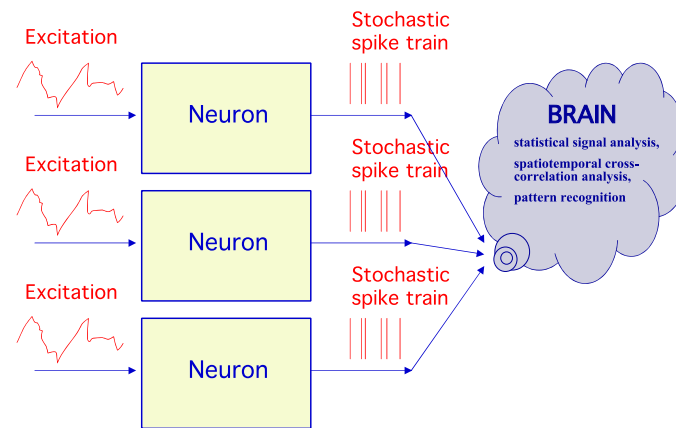 Excitation
Neuron
Stochastic
spike train
Excitation
Neuron
Stochastic
spike train
Excitation
Neuron
Stochastic
spike train
BRAIN
statistical signal analysis,
spatiotemporal cross-
correlation analysis,
pattern recognition